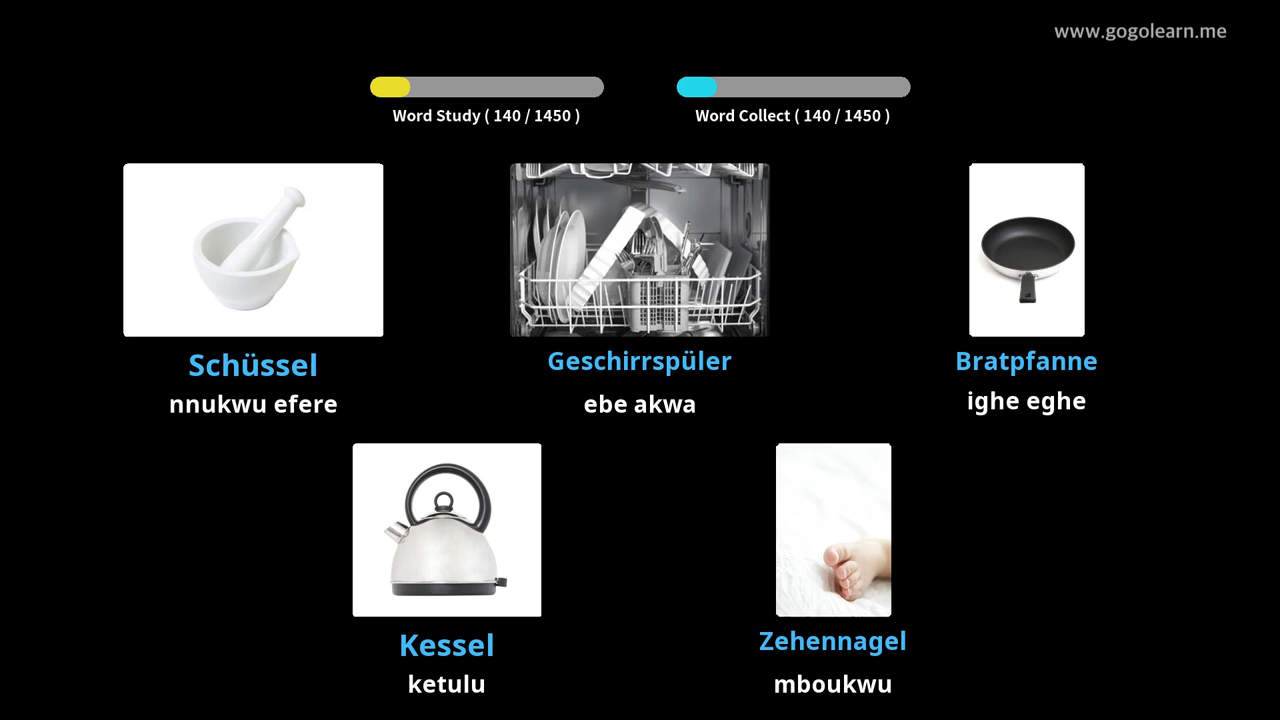 www.gogolearn.me
Word Study ( 140 / 1450 )
Word Collect ( 140 / 1450 )
Schüssel
nnukwu efere
Geschirrspüler
ebe akwa
Bratpfanne
ighe eghe
Kessel
ketulu
Zehennagel
mboukwu